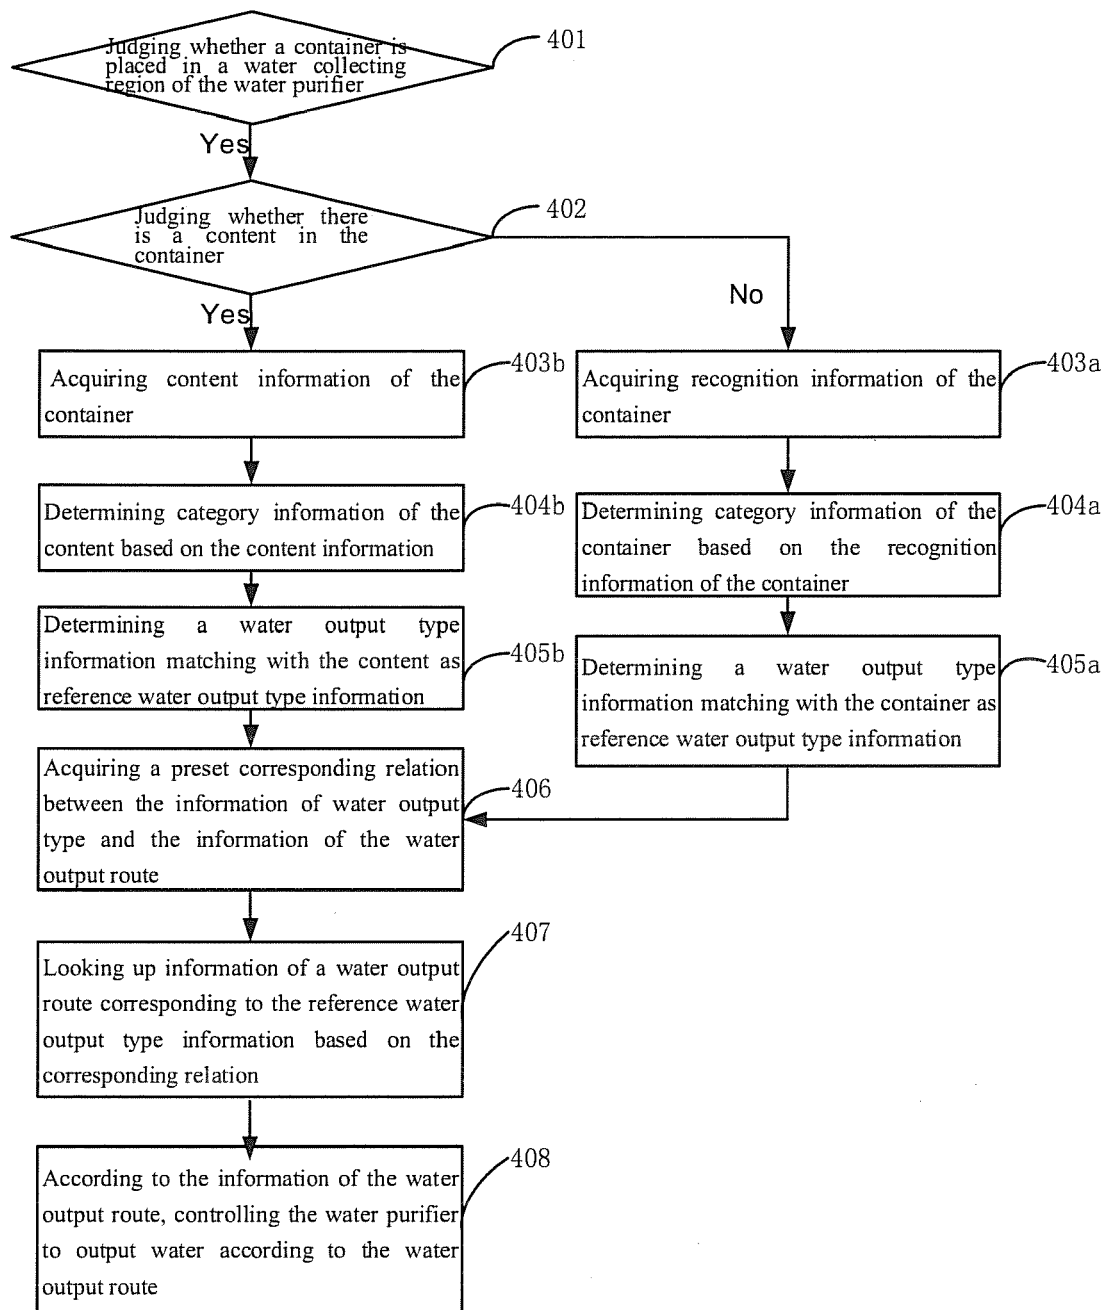 Judging whether a container is
placed in a water collecting
region of the water purifier
401
Yes
Judging whether there
is a content in the
container
402
Yes
No
Acquiring content information of the
container
403b
Acquiring recognition information of the
container
403a
Determining category information of the
content based on the content information
404b
Determining category information of the
container based on the recognition
information of the container
404a
Determining a water output type
information matching with the content as
reference water output type information
405b
Determining a water output type
information matching with the container as
reference water output type information
405a
Acquiring a preset corresponding relation
between the information of water output
type and the information of the water
output route
406
Looking up information of a water output
route corresponding to the reference water
output type information based on the
corresponding relation
407
According to the information of the water
output route, controlling the water purifier
to output water according to the water
output route
408